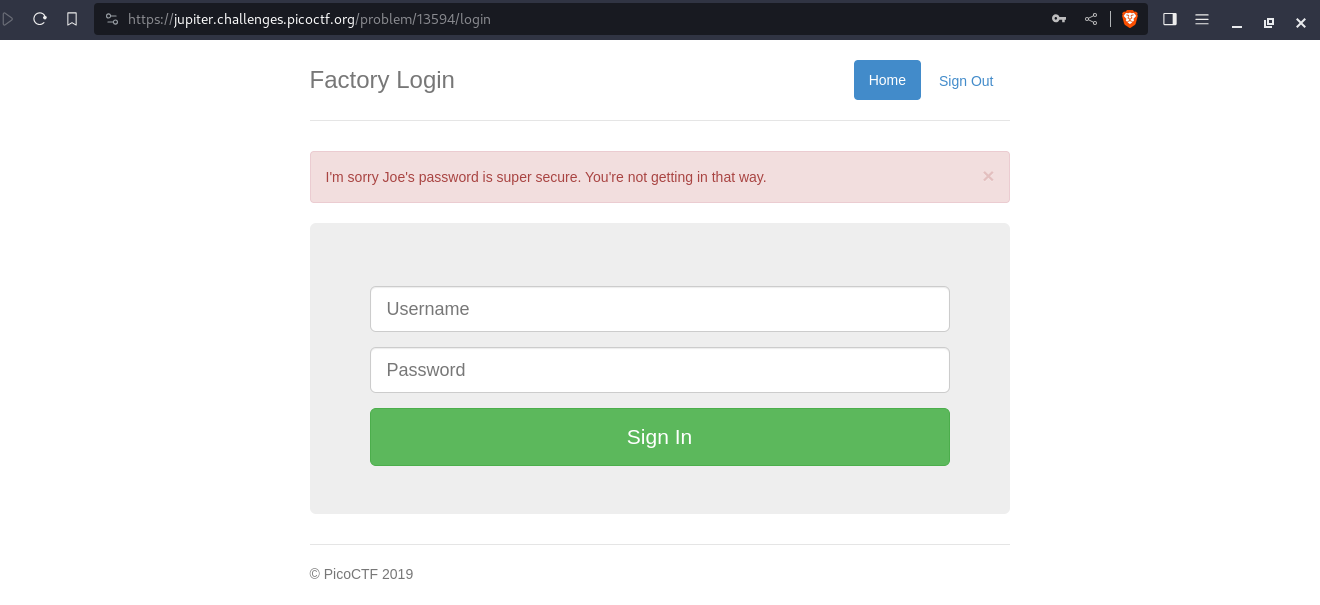 https://jupiter.challenges.picoctf.org/problem/13594/login
Factory Login
Home
Sign Out
I'm sorry Joe's password is super secure. You're not getting in that way.
×
Username
Password
Sign In
© PicoCTF 2019